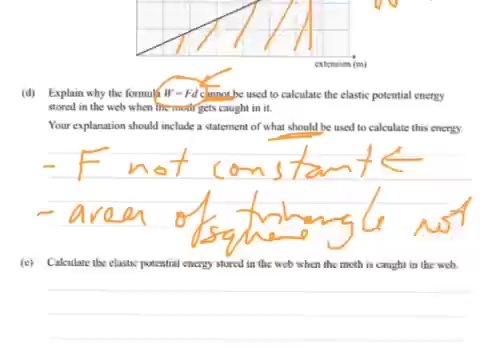 extension (m)
(d) Explain why the formula W = Fd cannot be used to calculate the elastic potential energy
stored in the web when the moth gets caught in it.
Your explanation should include a statement of what should be used to calculate this energy.
- F not constant ←
- area of triangle not
square
(e) Calculate the elastic potential energy stored in the web when the moth is caught in the web.